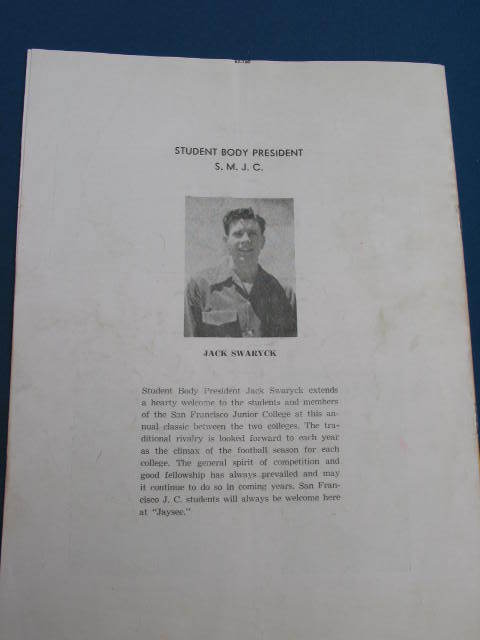 STUDENT BODY PRESIDENT
S. M. J. C.
JACK SWARYCK
Student Body President Jack Swaryck extends
a hearty welcome to the students and members
of the San Francisco Junior College at this an-
nual classic between the two colleges. The tra-
ditional rivalry is looked forward to each year
as the climax of the football season for each
college. The general spirit of competition and
good fellowship has always prevailed and may
it continue to do so in coming years. San Fran-
cisco J. C. students will always be welcome here
at "Jaysee."